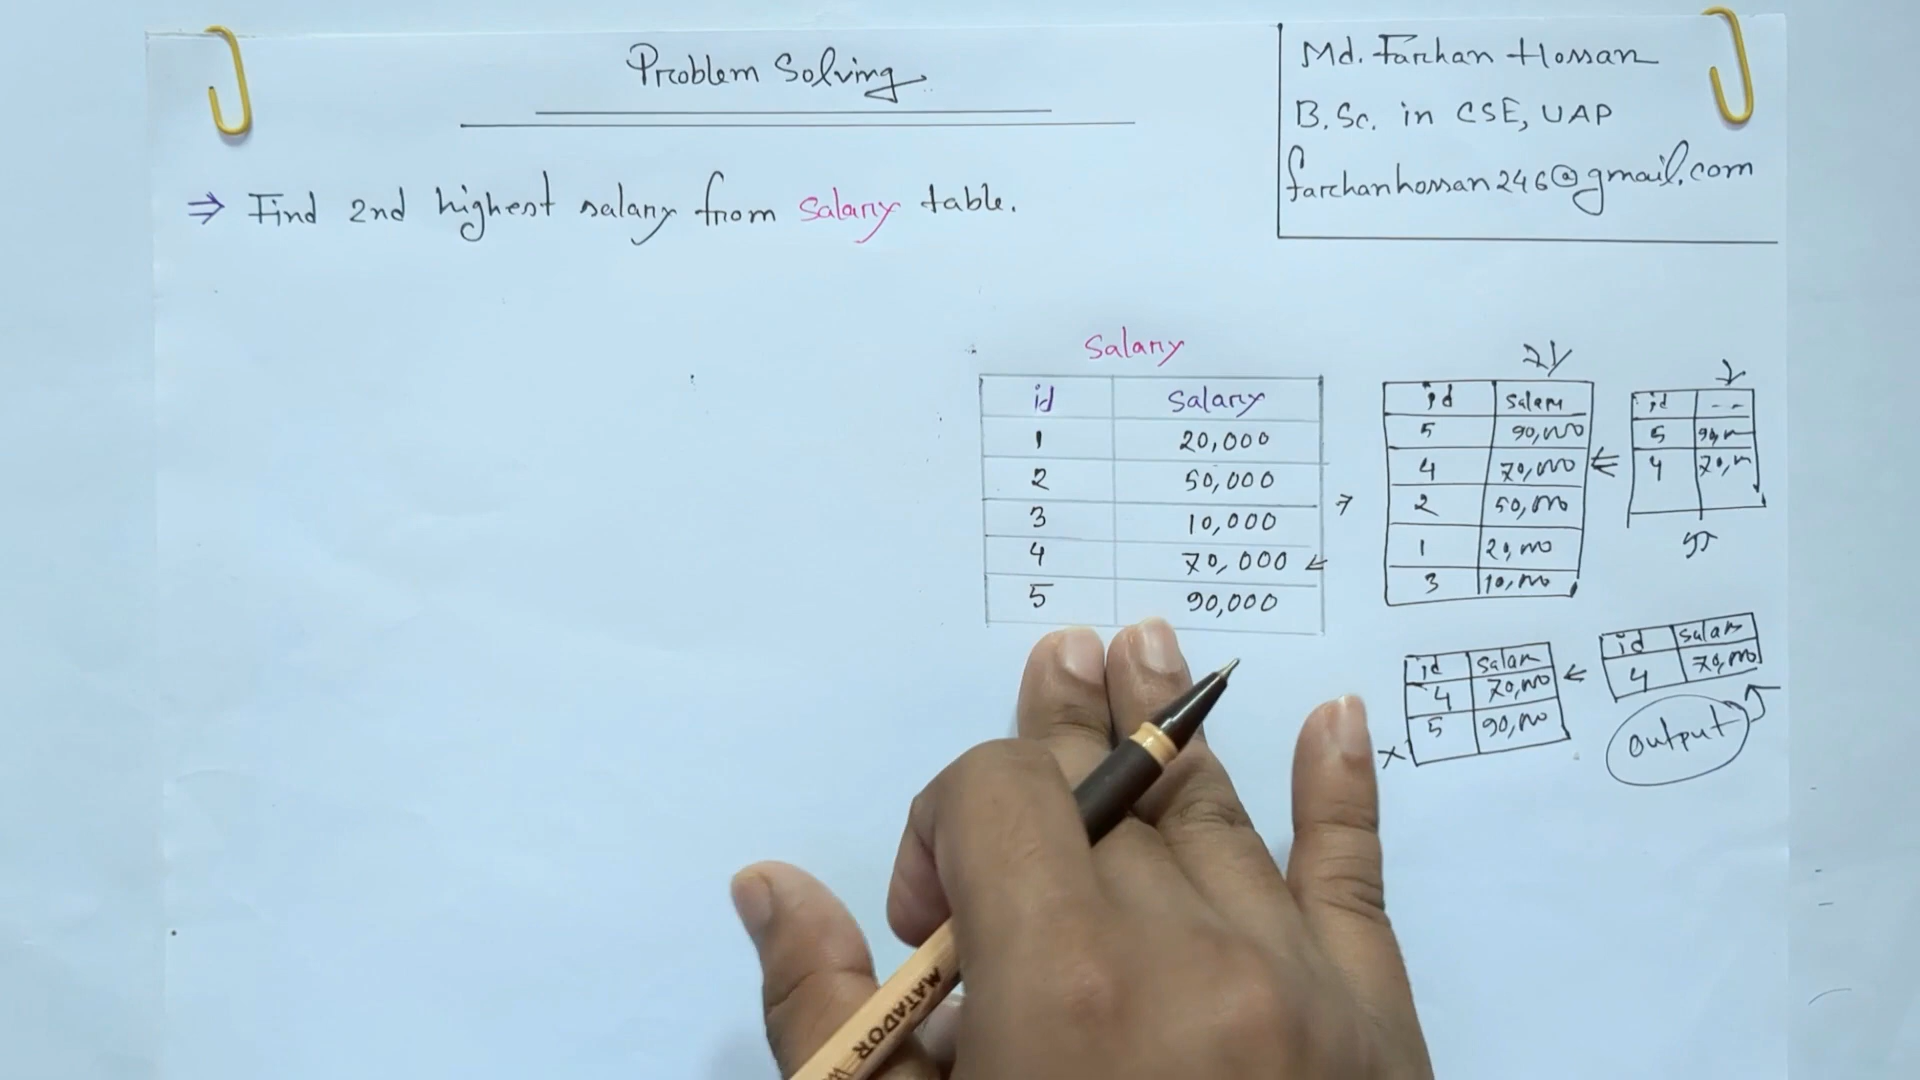 Problem Solving
Md. Farhan Hossan
B.Sc. in CSE, UAP
farhanhossan246@gmail.com
⇒ Find 2nd highest salary from Salary table.
Salary
id Salary
1 20,000
2 50,000
3 10,000
4 70,000
5 90,000
id Salary
5 90,000
4 70,000
2 50,000
1 20,000
3 10,000
id --
5
4
id Salary
4 70,000
5 90,000
id Salary
4 70,000
Output
MATADOR